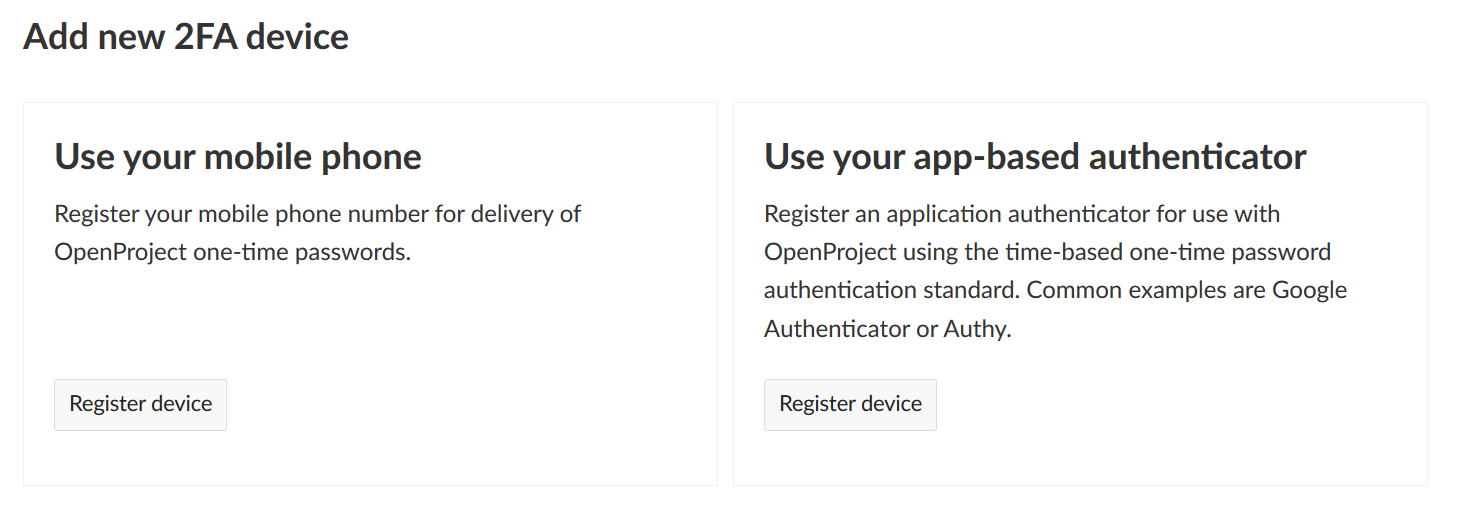 Add new 2FA device
Use your mobile phone
Register your mobile phone number for delivery of
OpenProject one-time passwords.
Register device
Use your app-based authenticator
Register an application authenticator for use with
OpenProject using the time-based one-time password
authentication standard. Common examples are Google
Authenticator or Authy.
Register device